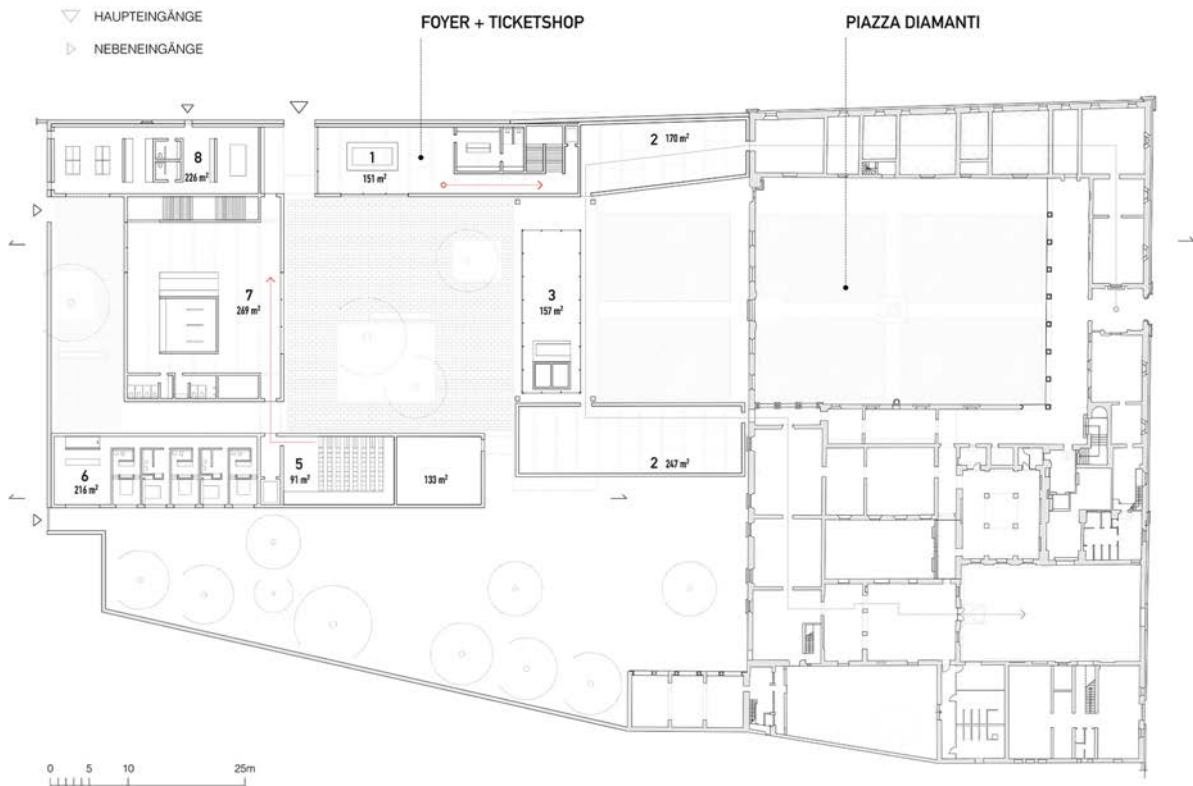 HAUPTEINGÄNGE
NEBENEINGÄNGE
FOYER + TICKETSHOP
PIAZZA DIAMANTI
8
226 m²
1
151 m²
2 170 m²
7
269 m²
3
157 m²
6
216 m²
5
91 m²
133 m²
2 247 m²
0 5 10 25m